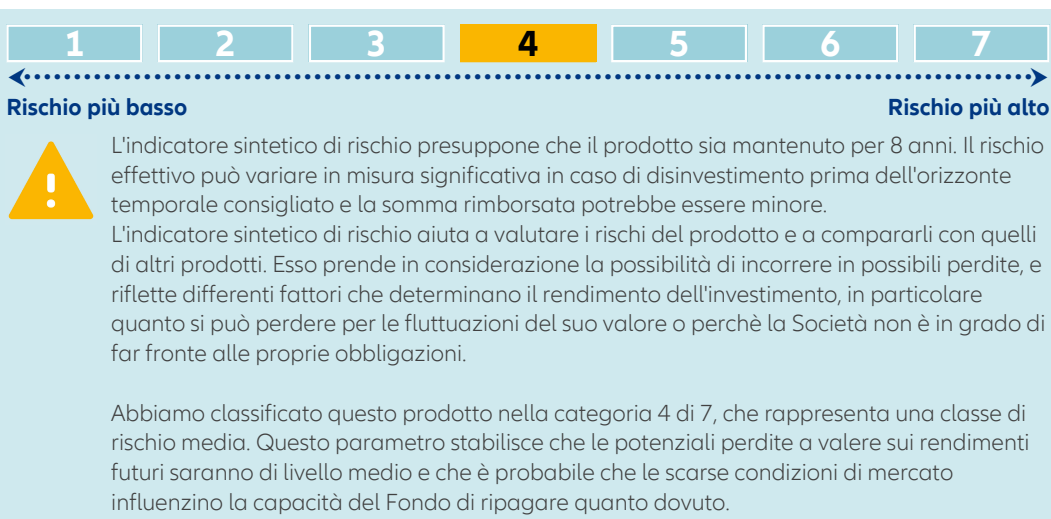 1 2 3 4 5 6 7
Rischio più basso Rischio più alto
L'indicatore sintetico di rischio presuppone che il prodotto sia mantenuto per 8 anni. Il rischio
effettivo può variare in misura significativa in caso di disinvestimento prima dell'orizzonte
temporale consigliato e la somma rimborsata potrebbe essere minore.
L'indicatore sintetico di rischio aiuta a valutare i rischi del prodotto e a compararli con quelli
di altri prodotti. Esso prende in considerazione la possibilità di incorrere in possibili perdite, e
riflette differenti fattori che determinano il rendimento dell'investimento, in particolare
quanto si può perdere per le fluttuazioni del suo valore o perchè la Società non è in grado di
far fronte alle proprie obbligazioni.
Abbiamo classificato questo prodotto nella categoria 4 di 7, che rappresenta una classe di
rischio media. Questo parametro stabilisce che le potenziali perdite a valere sui rendimenti
futuri saranno di livello medio e che è probabile che le scarse condizioni di mercato
influenzino la capacità del Fondo di ripagare quanto dovuto.